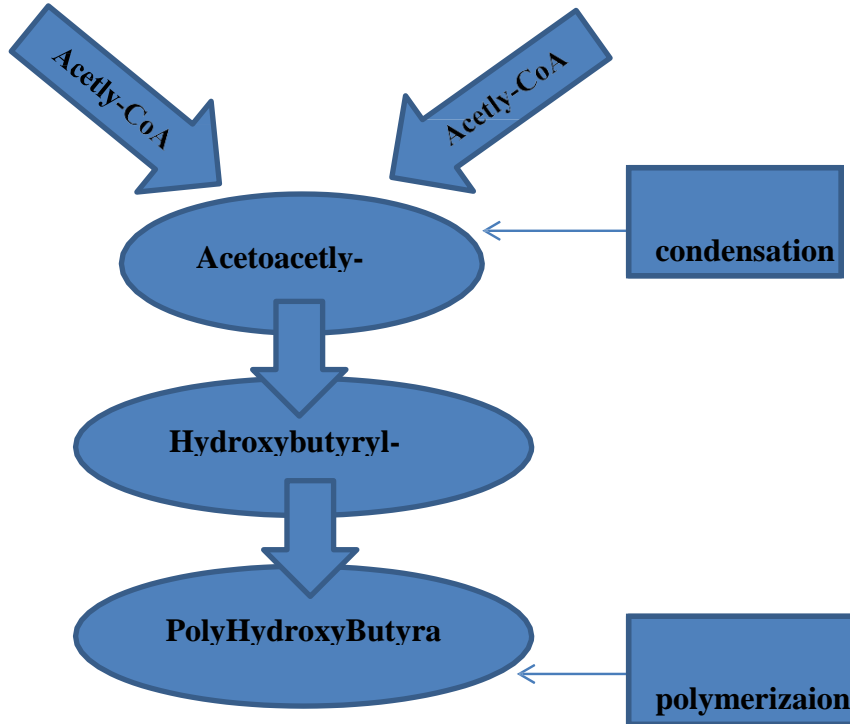 Acetly-CoA
Acetly-CoA
Acetoacetly-
condensation
Hydroxybutyryl-
PolyHydroxyButyra
polymerizaion